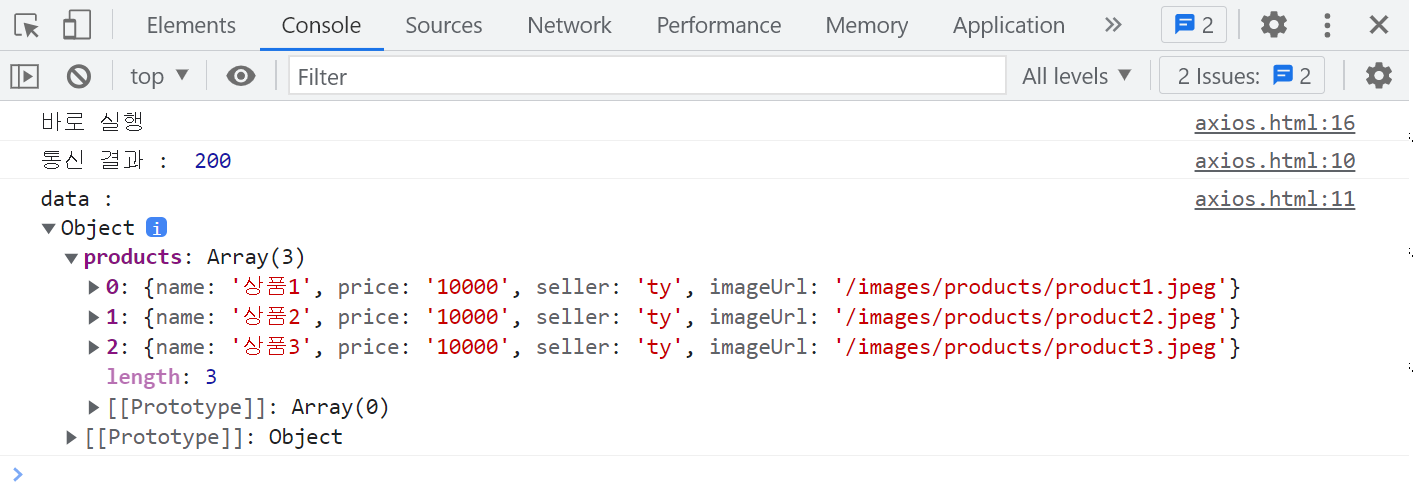 Elements Console Sources Network Performance Memory Application 2
top Filter All levels 2 Issues: 2
바로 실행 axios.html:16
통신 결과 : 200 axios.html:10
data : axios.html:11
Object i
products: Array(3)
0: {name: '상품1', price: '10000', seller: 'ty', imageUrl: '/images/products/product1.jpeg'}
1: {name: '상품2', price: '10000', seller: 'ty', imageUrl: '/images/products/product2.jpeg'}
2: {name: '상품3', price: '10000', seller: 'ty', imageUrl: '/images/products/product3.jpeg'}
length: 3
[[Prototype]]: Array(0)
[[Prototype]]: Object